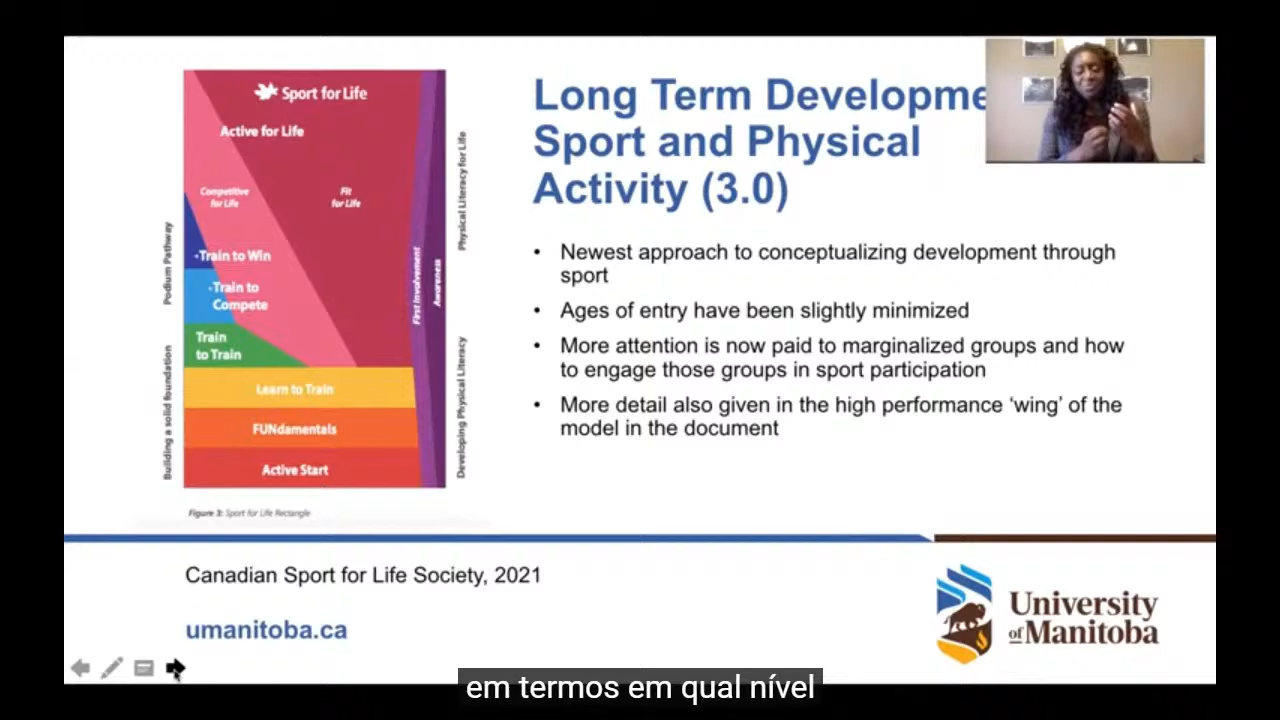 Sport for Life
Active for Life
Competitive
for Life
Fit
for Life
Train to Win
Train to
Compete
Train
to Train
Learn to Train
FUNdamentals
Active Start
Podium Pathway
Building a solid foundation
First Involvement
Awareness
Physical Literacy for Life
Developing Physical Literacy
Figure 3: Sport for Life Rectangle
Long Term Developme
Sport and Physical
Activity (3.0)
• Newest approach to conceptualizing development through
sport
• Ages of entry have been slightly minimized
• More attention is now paid to marginalized groups and how
to engage those groups in sport participation
• More detail also given in the high performance ‘wing’ of the
model in the document
Canadian Sport for Life Society, 2021
umanitoba.ca
University
of Manitoba
em termos em qual nível